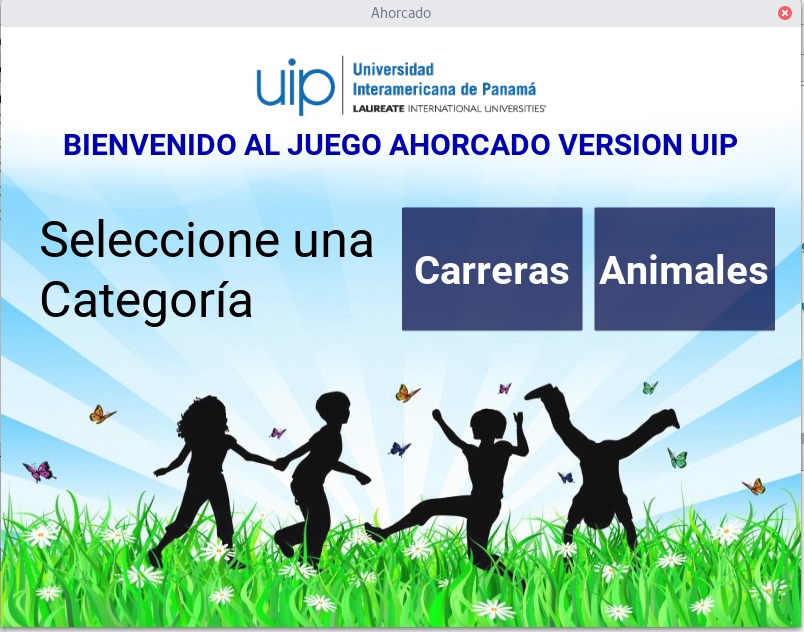 Ahorcado
uip
Universidad
Interamericana de Panamá
LAUREATE INTERNATIONAL UNIVERSITIES'
BIENVENIDO AL JUEGO AHORCADO VERSION UIP
Seleccione una
Categoría
Carreras
Animales